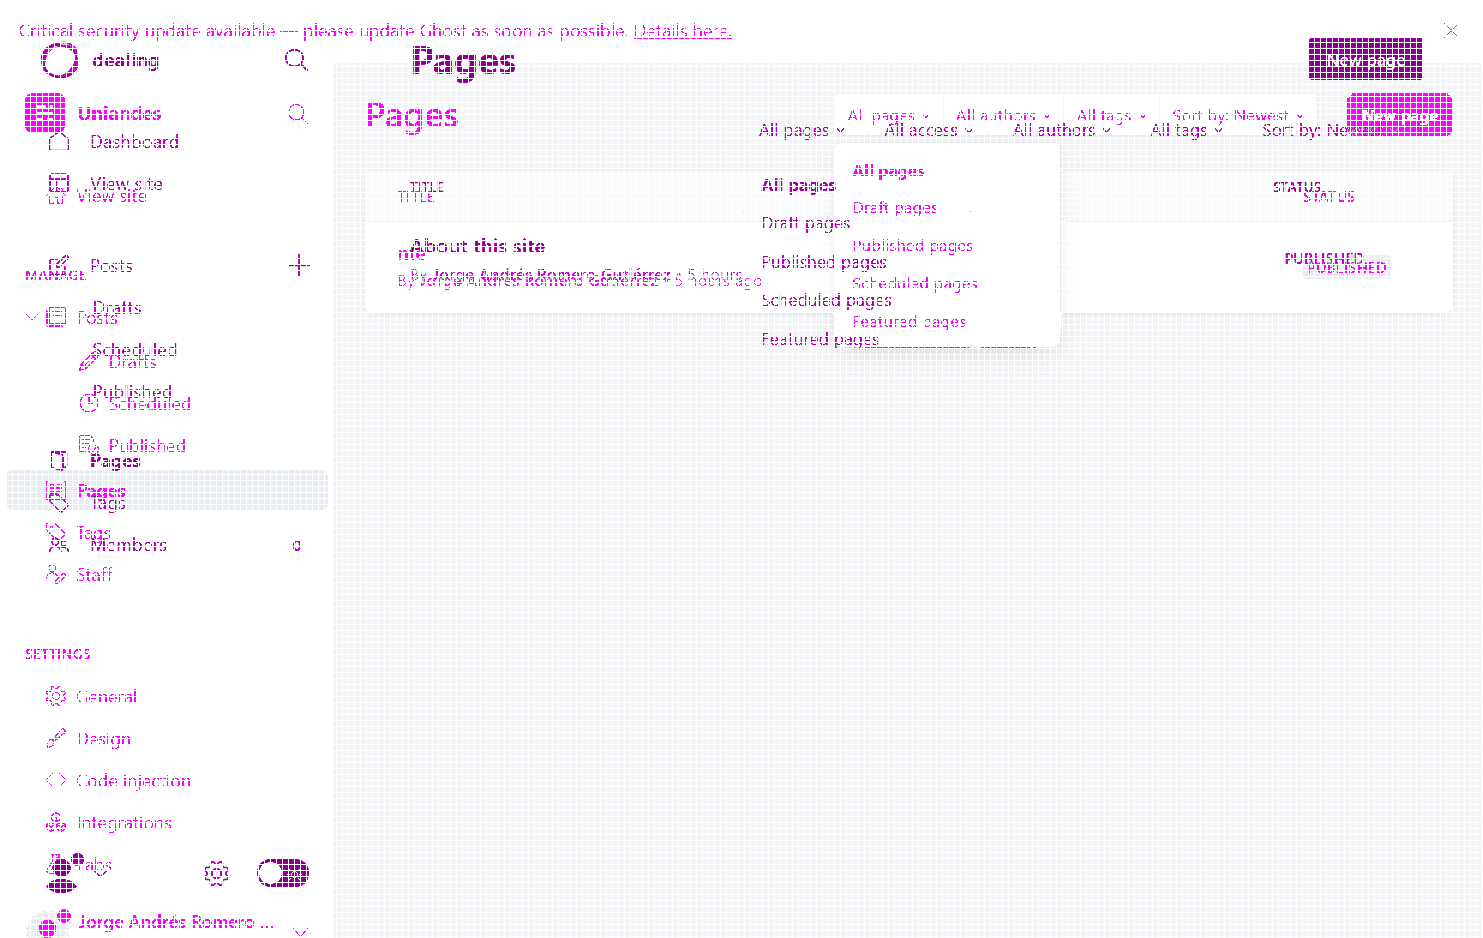 Critical security update available — please update Ghost as soon as possible. Details here.
dealing
Pages
New page
Uniandes
Pages
All pages
All authors
All tags
Sort by: Newest
New page
All pages
All access
All authors
All tags
Sort by:
Dashboard
View site
View site
TITLE
TITLE
STATUS
STATUS
All pages
Draft pages
Published pages
Scheduled pages
Featured pages
All pages
Draft pages
Published pages
Scheduled pages
Featured pages
About this site
me
By Jorge Andrés Romero Gutiérrez • 5 hours
By Jorge Andrés Romero Gutiérrez • 5 hours ago
PUBLISHED
PUBLISHED
Posts
MANAGE
Drafts
Posts
Scheduled
Drafts
Published
Scheduled
Published
Pages
Pages
Tags
Tags
Members
0
Staff
SETTINGS
General
Design
Code injection
Integrations
Labs
Jorge Andrés Romero ...